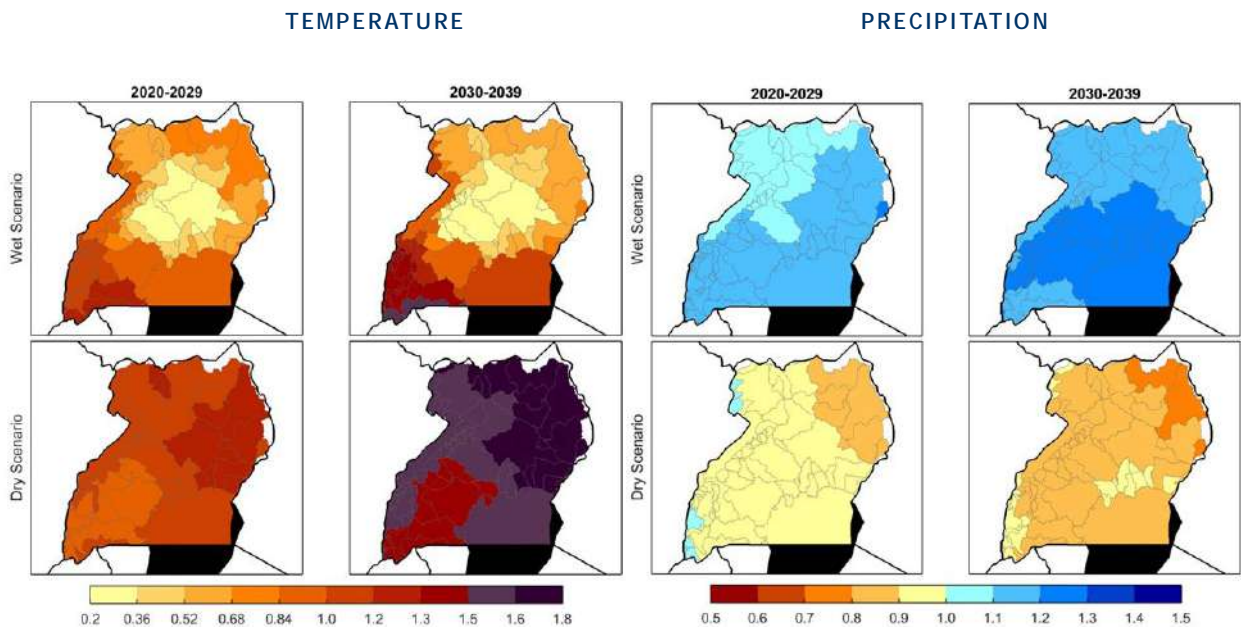 TEMPERATURE PRECIPITATION
2020-2029 2030-2039 2020-2029 2030-2039
Wet Scenario Wet Scenario
Dry Scenario Dry Scenario
0.2 0.36 0.52 0.68 0.84 1.0 1.2 1.3 1.5 1.6 1.8 0.5 0.6 0.7 0.8 0.9 1.0 1.1 1.2 1.3 1.4 1.5